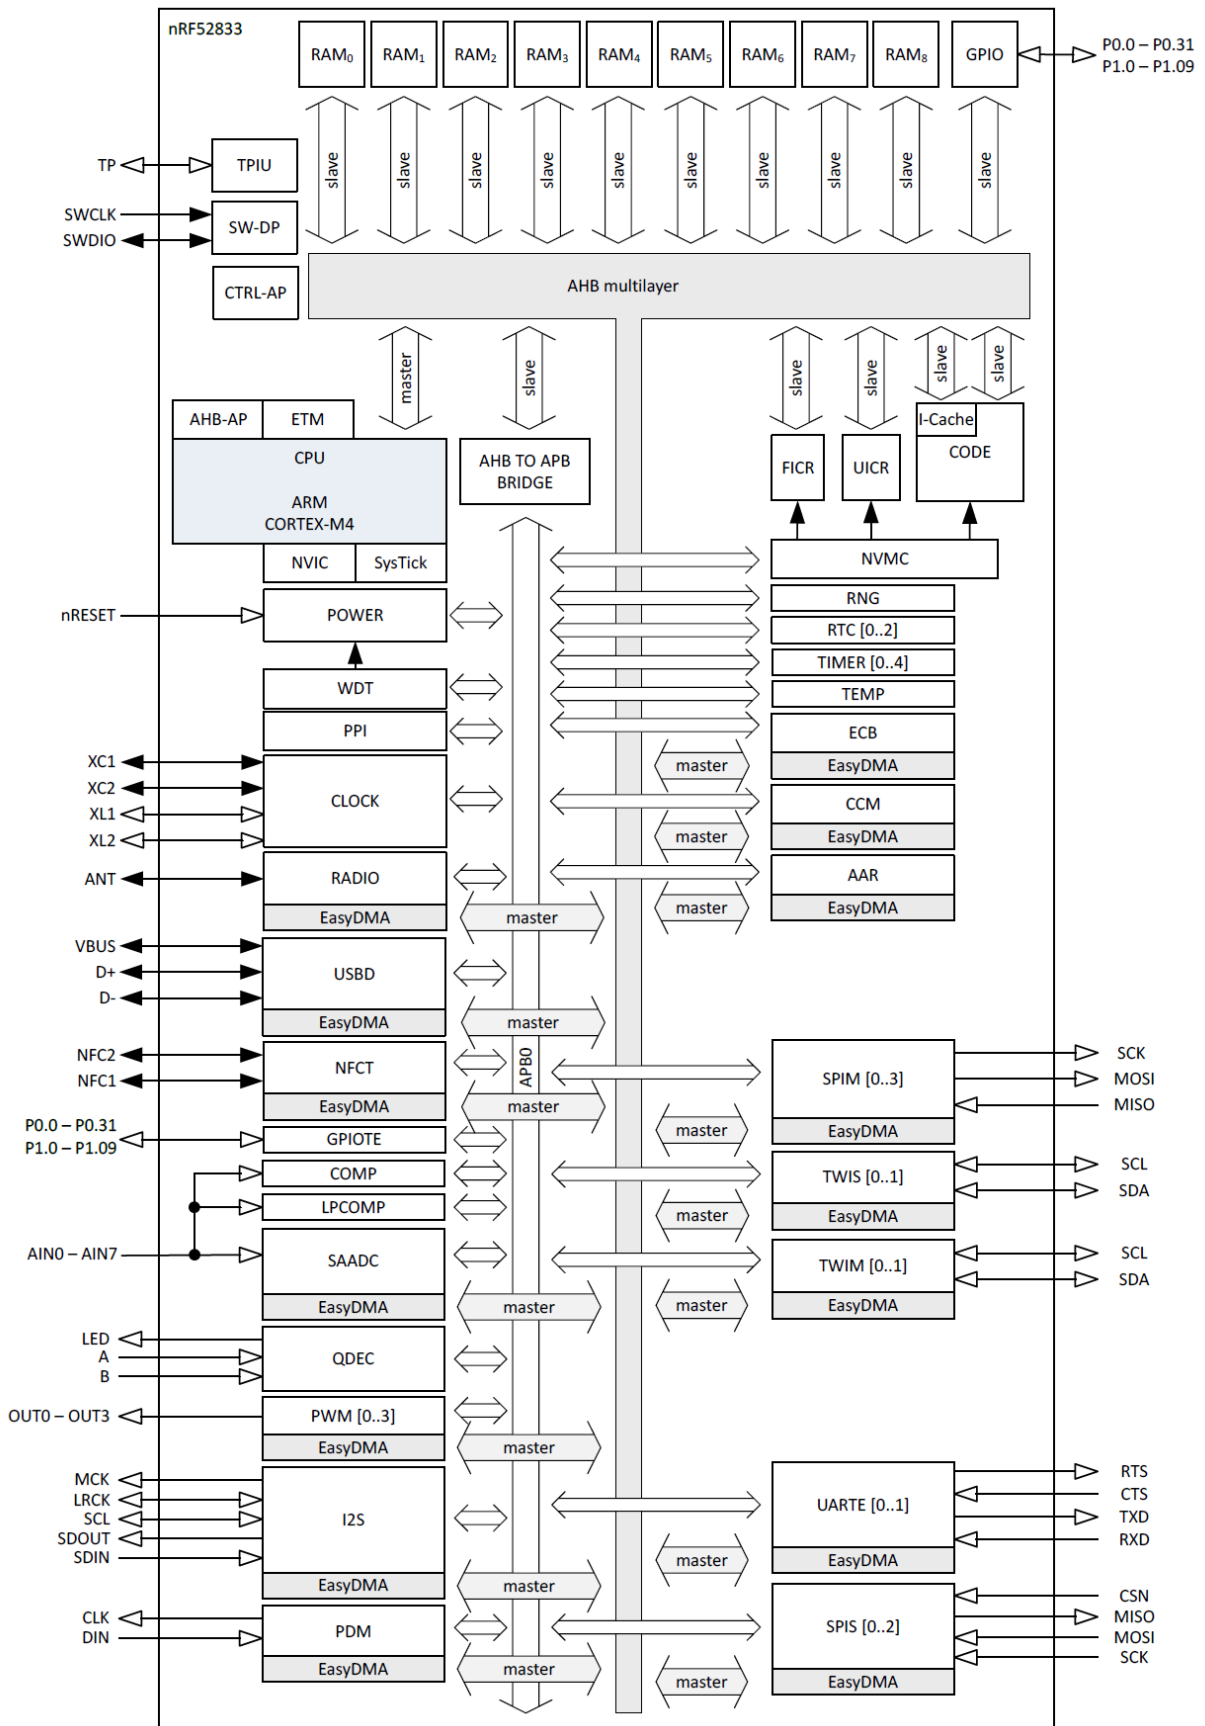 nRF52833
RAM0 RAM1 RAM2 RAM3 RAM4 RAM5 RAM6 RAM7 RAM8 GPIO
P0.0 – P0.31
P1.0 – P1.09
slave slave slave slave slave slave slave slave slave slave
TP TPIU
SWCLK
SWDIO
SW-DP
CTRL-AP
AHB multilayer
master slave slave slave slave slave
AHB-AP ETM
CPU
ARM
CORTEX-M4
NVIC SysTick
AHB TO APB
BRIDGE
FICR UICR
I-Cache
CODE
NVMC
nRESET POWER
RNG
RTC [0..2]
TIMER [0..4]
WDT
TEMP
PPI
ECB
master EasyDMA
XC1
XC2
XL1
XL2
CLOCK
CCM
master EasyDMA
ANT RADIO
EasyDMA master
AAR
master EasyDMA
VBUS
D+
D-
USBD
EasyDMA master
NFC2
NFC1
NFCT
EasyDMA master
APB0
SPIM [0..3]
master EasyDMA
SCK
MOSI
MISO
P0.0 – P0.31
P1.0 – P1.09
GPIOTE
COMP
LPCOMP
TWIS [0..1]
master EasyDMA
SCL
SDA
AIN0 – AIN7 SAADC
EasyDMA master
TWIM [0..1]
master EasyDMA
SCL
SDA
LED
A
B
QDEC
OUT0 – OUT3 PWM [0..3]
EasyDMA master
MCK
LRCK
SCL
SDOUT
SDIN
I2S
EasyDMA master
UARTE [0..1]
master EasyDMA
RTS
CTS
TXD
RXD
CLK
DIN
PDM
EasyDMA master
SPIS [0..2]
master EasyDMA
CSN
MISO
MOSI
SCK